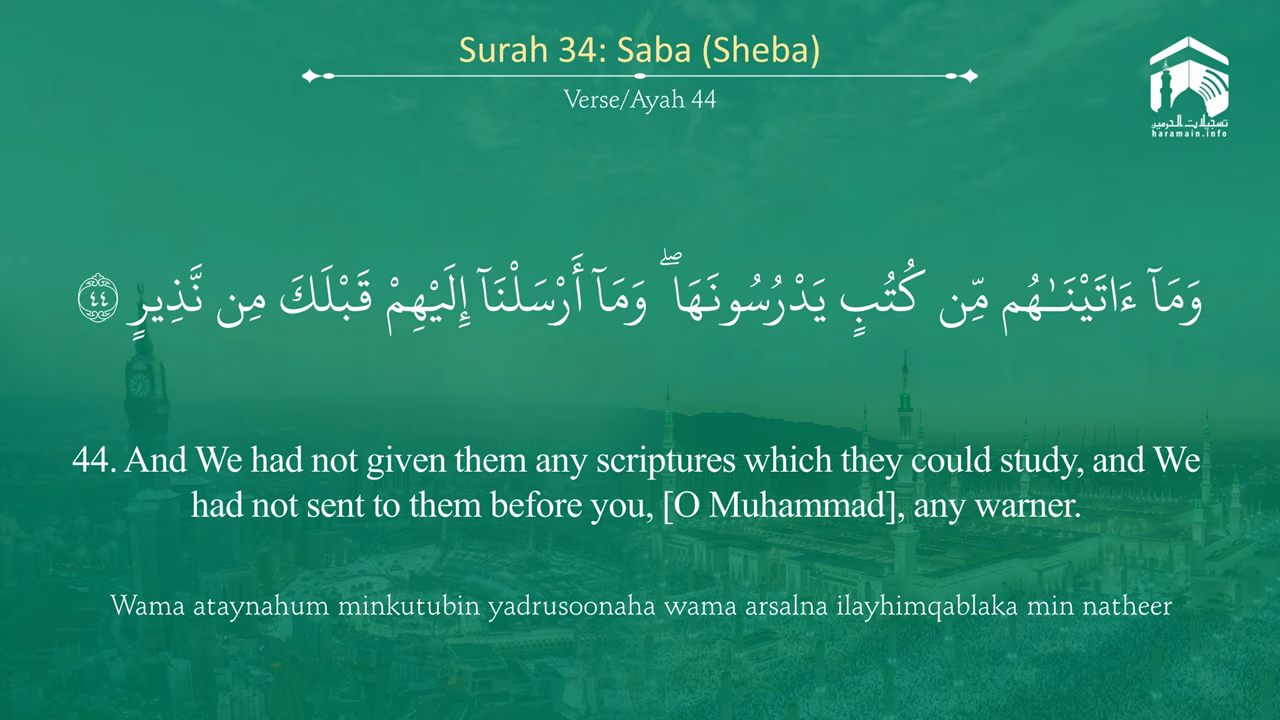 Surah 34: Saba (Sheba)
Verse/Ayah 44
تسجيلات الحرمين
haramain.info
وَمَآ ءَاتَيْنَـٰهُم مِّن كُتُبٍ يَدْرُسُونَهَا ۖ وَمَآ أَرْسَلْنَآ إِلَيْهِمْ قَبْلَكَ مِن نَّذِيرٍ ٤٤
44. And We had not given them any scriptures which they could study, and We
had not sent to them before you, [O Muhammad], any warner.
Wama ataynahum minkutubin yadrusoonaha wama arsalna ilayhimqablaka min natheer